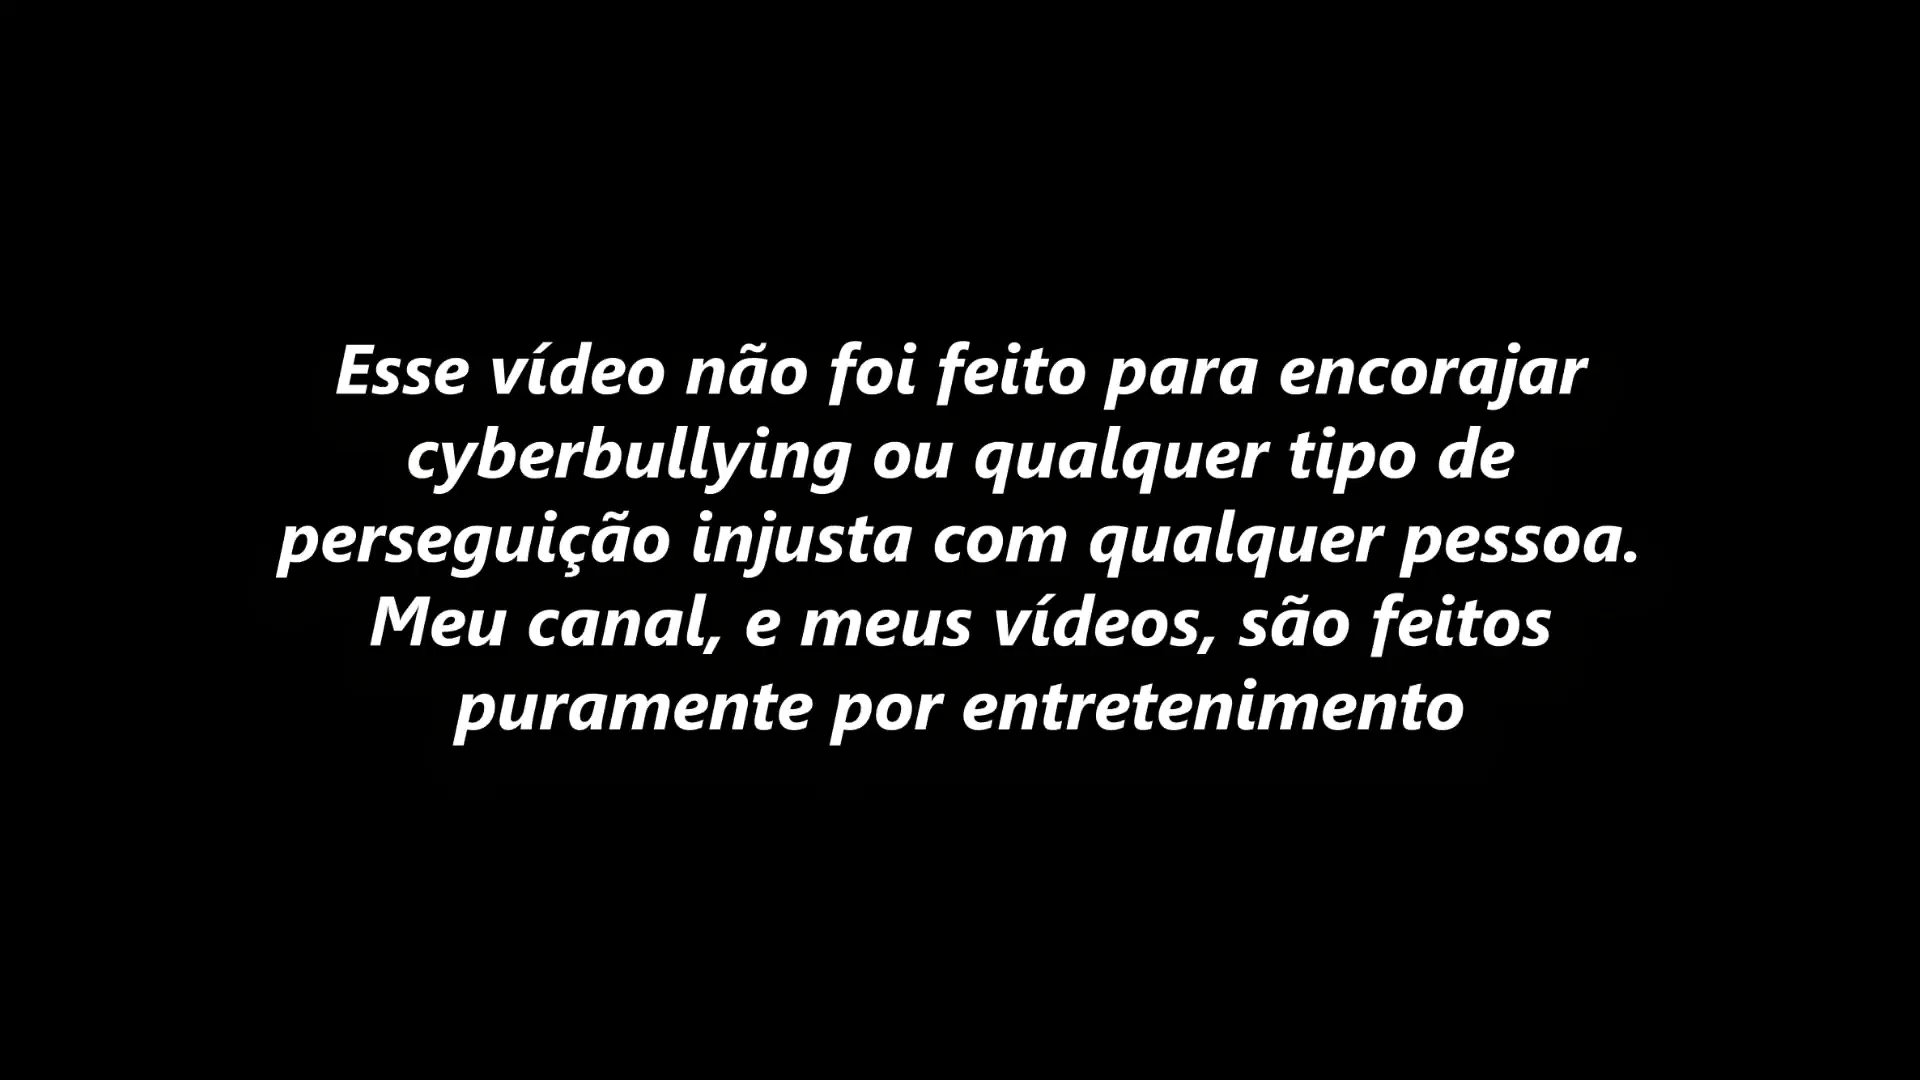 Esse vídeo não foi feito para encorajar
cyberbullying ou qualquer tipo de
perseguição injusta com qualquer pessoa.
Meu canal, e meus vídeos, são feitos
puramente por entretenimento